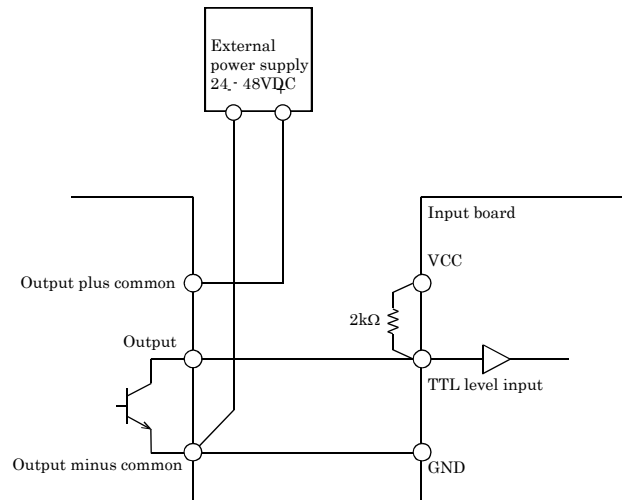 External
power supply
24 - 48VDC
- +
Input board
VCC
Output plus common
2kΩ
Output
TTL level input
Output minus common
GND